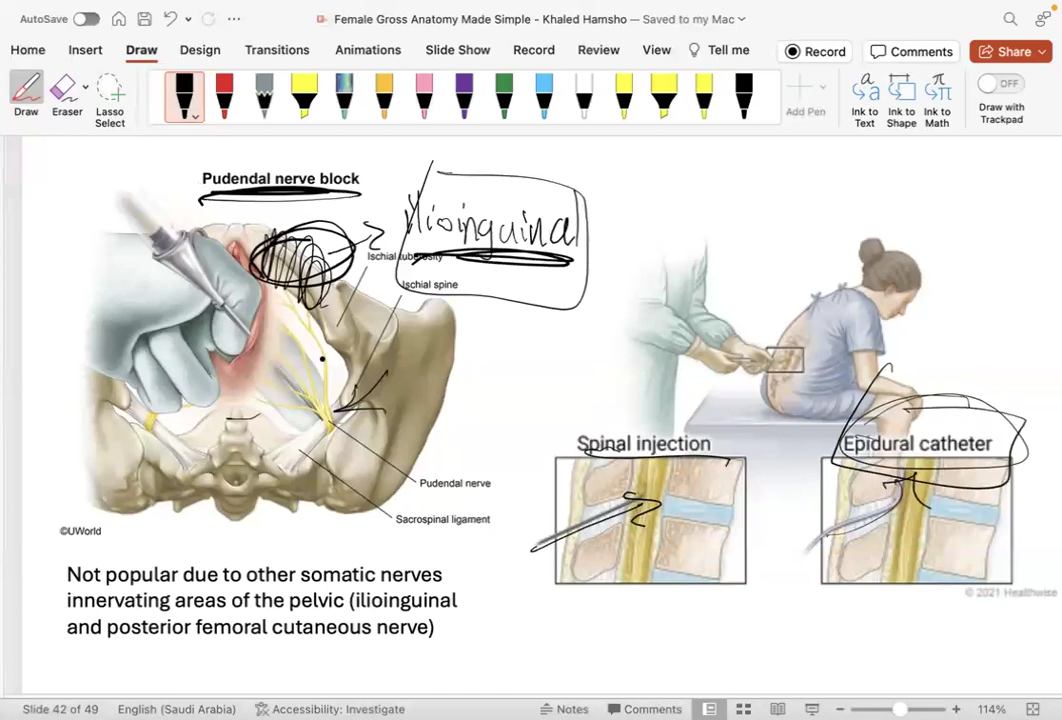 AutoSave
Female Gross Anatomy Made Simple - Khaled Hamsho — Saved to my Mac
Home Insert Draw Design Transitions Animations Slide Show Record Review View Tell me Record Comments Share
Draw Eraser Lasso Select Add Pen Ink to Text Ink to Shape Ink to Math OFF Draw with Trackpad
Pudendal nerve block
ilioinguinal
Ischial tuberosity
Ischial spine
Pudendal nerve
Sacrospinal ligament
©UWorld
Not popular due to other somatic nerves
innervating areas of the pelvic (ilioinguinal
and posterior femoral cutaneous nerve)
Spinal injection
Epidural catheter
© 2021 Healthwise
Slide 42 of 49 English (Saudi Arabia) Accessibility: Investigate Notes Comments 114%